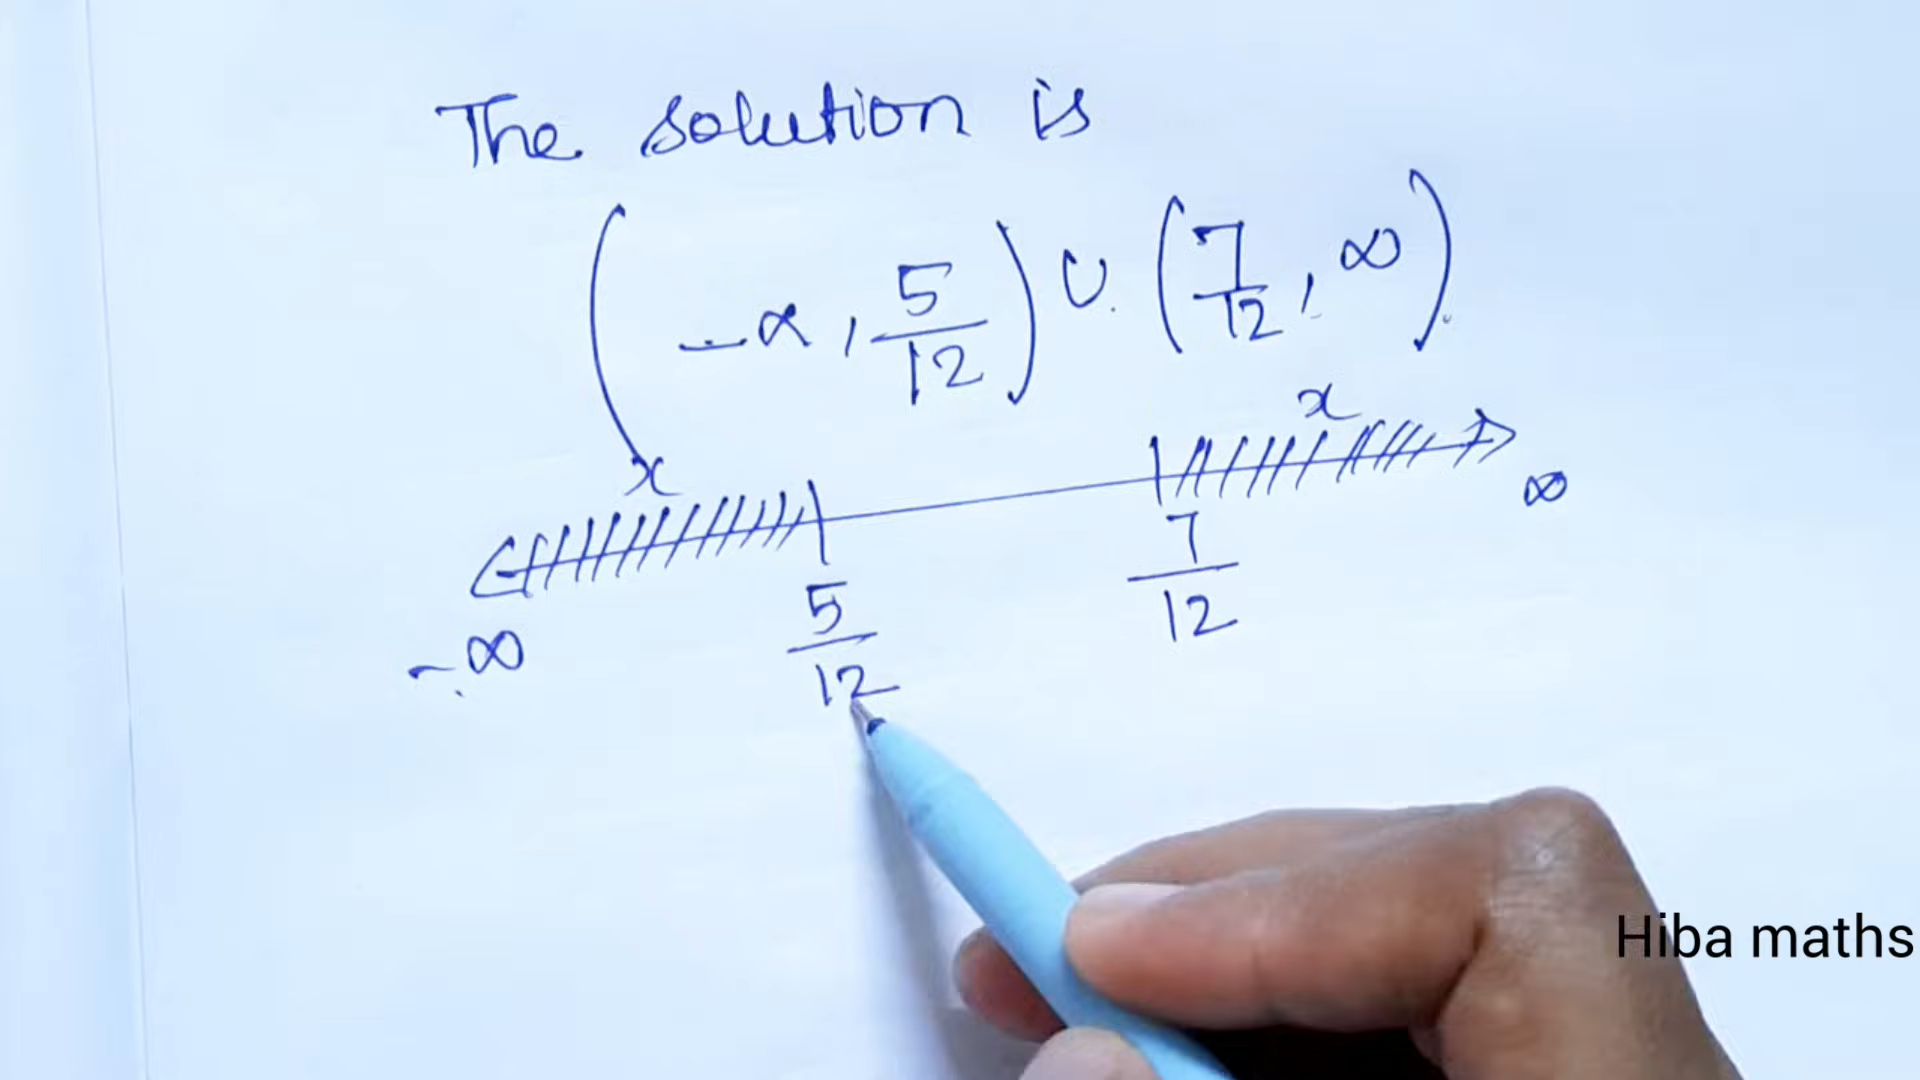 The solution is
(-∝, 5/12) ∪ (7/12, ∞).
x x
-∞ 5/12 7/12 ∞
Hiba maths